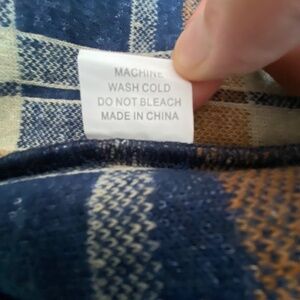 MACHINE
WASH COLD
DO NOT BLEACH
MADE IN CHINA